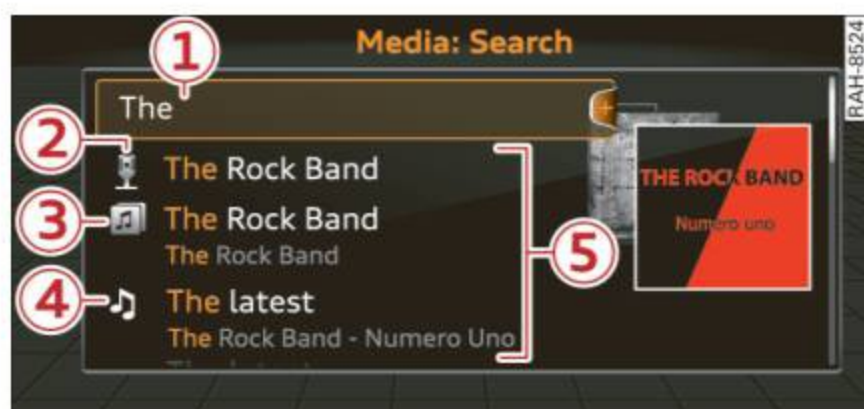 Media: Search
RAH-8524
1
The
2
The Rock Band
3
The Rock Band
The Rock Band
4
The latest
The Rock Band - Numero Uno
5
THE ROCK BAND
Numero uno